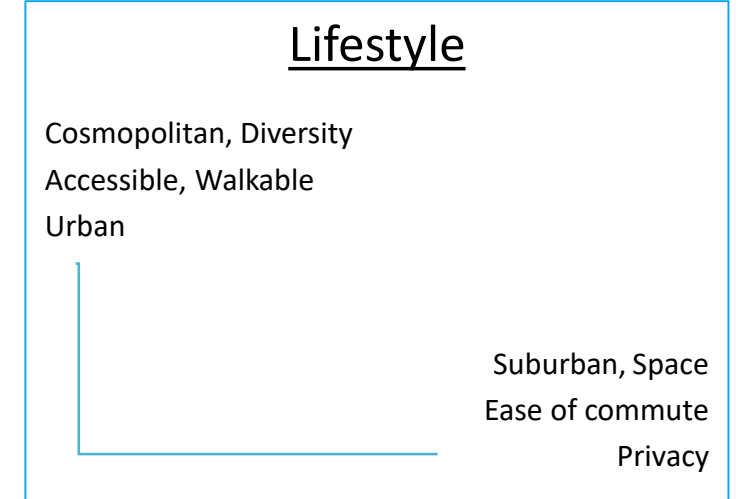 Lifestyle
Cosmopolitan, Diversity
Accessible, Walkable
Urban
Suburban, Space
Ease of commute
Privacy